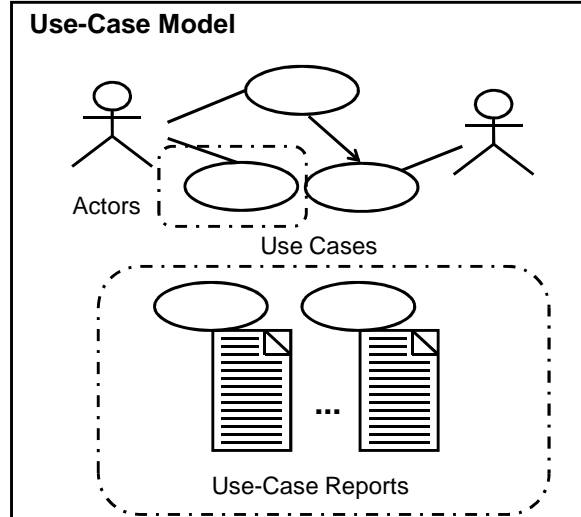 Use-Case Model
Actors
Use Cases
...
Use-Case Reports